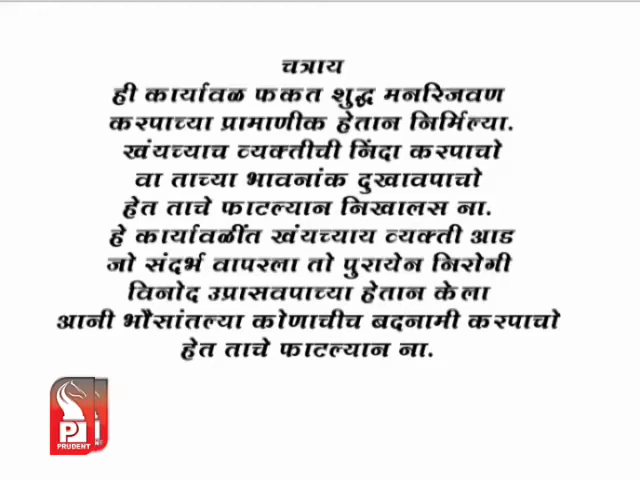 चत्राय
ही कार्यावळ फकत शुद्ध मनरिजवण
करपाच्या प्रामाणीक हेतान निर्मिल्या.
खंयच्याच व्यक्तीची निंदा करपाचो
वा ताच्या भावनांक दुखावपाचो
हेत ताचे फाटल्यान निखालस ना.
हे कार्यावळींत खंयच्याय व्यक्ती आड
जो संदर्भ वापरला तो पुरायेन निरोगी
विनोद उप्रासवपाच्या हेतान केला
आनी भौसांतल्या कोणाचीच बदनामी करपाचो
हेत ताचे फाटल्यान ना.
PRUDENT